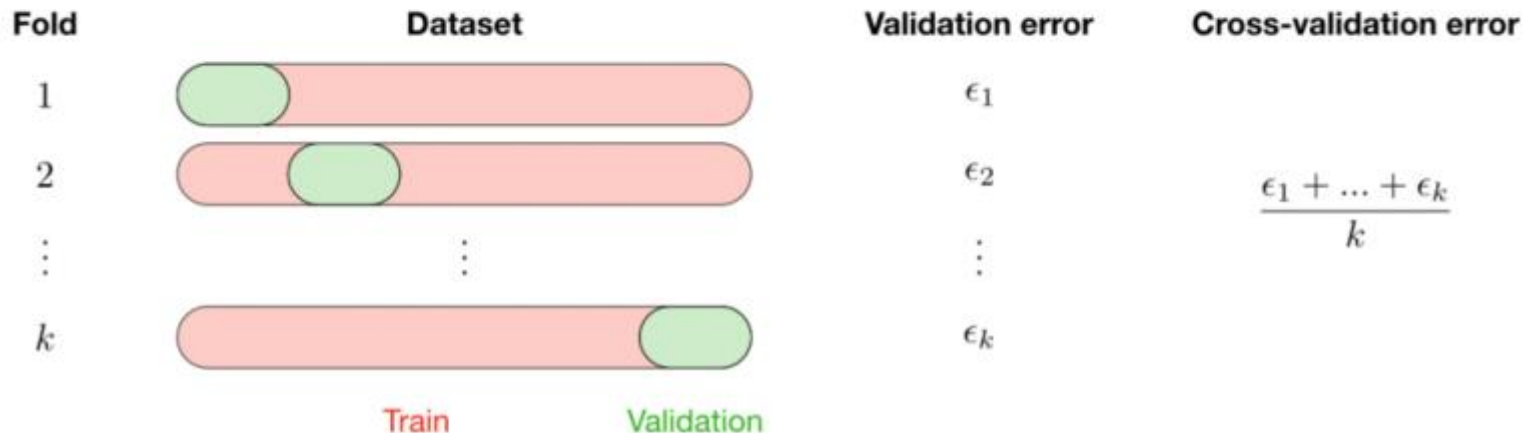 Fold Dataset Validation error Cross-validation error
1 ϵ₁
2 ϵ₂
ϵ₁ + ... + ϵₖ
k
⋮ ⋮ ⋮
k ϵₖ
Train Validation